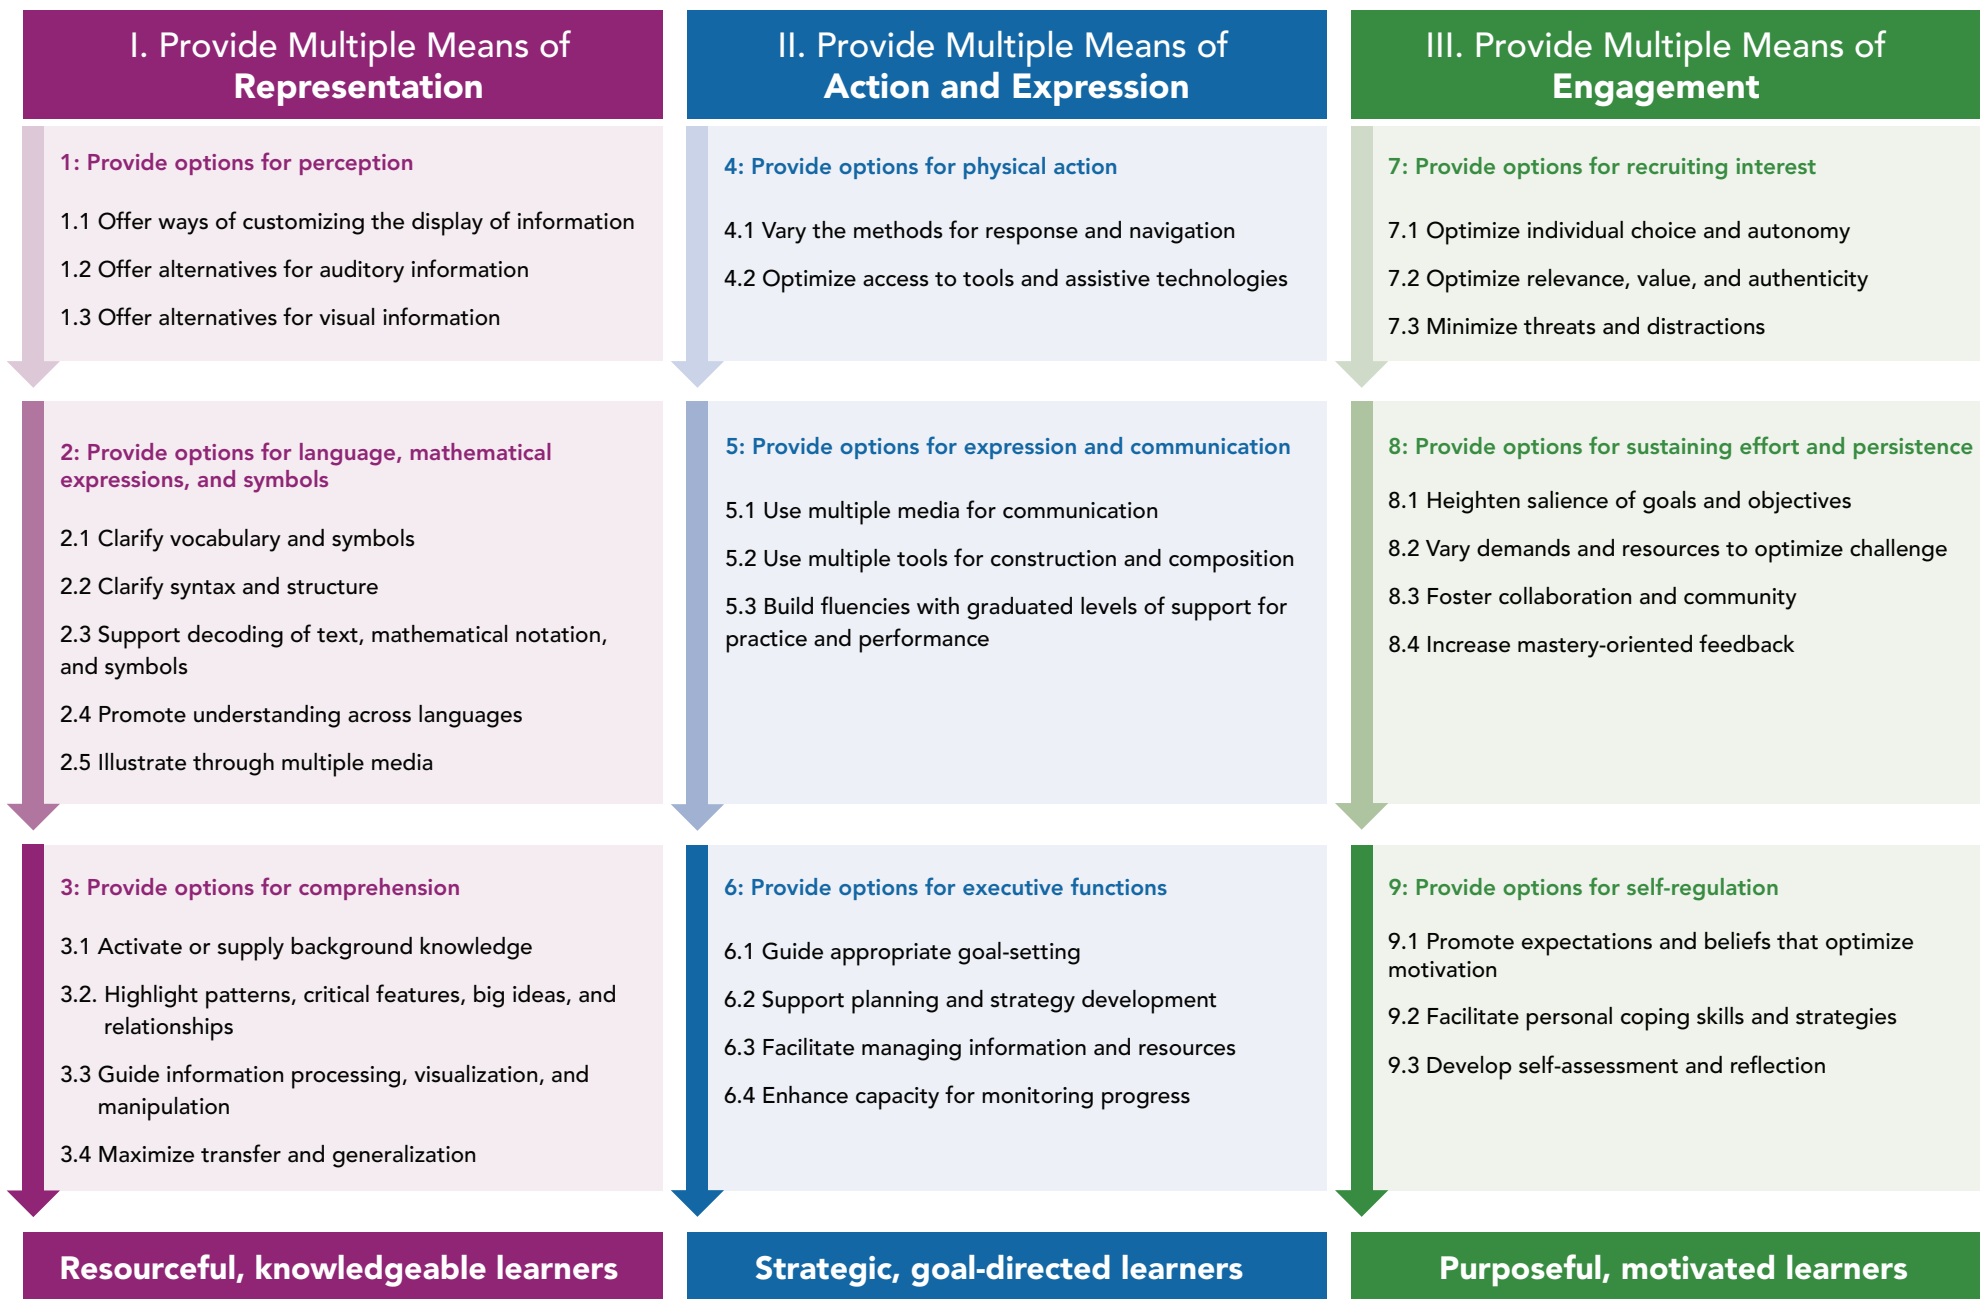 I. Provide Multiple Means of
Representation
1: Provide options for perception
1.1 Offer ways of customizing the display of information
1.2 Offer alternatives for auditory information
1.3 Offer alternatives for visual information
2: Provide options for language, mathematical
expressions, and symbols
2.1 Clarify vocabulary and symbols
2.2 Clarify syntax and structure
2.3 Support decoding of text, mathematical notation,
and symbols
2.4 Promote understanding across languages
2.5 Illustrate through multiple media
3: Provide options for comprehension
3.1 Activate or supply background knowledge
3.2. Highlight patterns, critical features, big ideas, and
relationships
3.3 Guide information processing, visualization, and
manipulation
3.4 Maximize transfer and generalization
Resourceful, knowledgeable learners
II. Provide Multiple Means of
Action and Expression
4: Provide options for physical action
4.1 Vary the methods for response and navigation
4.2 Optimize access to tools and assistive technologies
5: Provide options for expression and communication
5.1 Use multiple media for communication
5.2 Use multiple tools for construction and composition
5.3 Build fluencies with graduated levels of support for
practice and performance
6: Provide options for executive functions
6.1 Guide appropriate goal-setting
6.2 Support planning and strategy development
6.3 Facilitate managing information and resources
6.4 Enhance capacity for monitoring progress
Strategic, goal-directed learners
III. Provide Multiple Means of
Engagement
7: Provide options for recruiting interest
7.1 Optimize individual choice and autonomy
7.2 Optimize relevance, value, and authenticity
7.3 Minimize threats and distractions
8: Provide options for sustaining effort and persistence
8.1 Heighten salience of goals and objectives
8.2 Vary demands and resources to optimize challenge
8.3 Foster collaboration and community
8.4 Increase mastery-oriented feedback
9: Provide options for self-regulation
9.1 Promote expectations and beliefs that optimize
motivation
9.2 Facilitate personal coping skills and strategies
9.3 Develop self-assessment and reflection
Purposeful, motivated learners